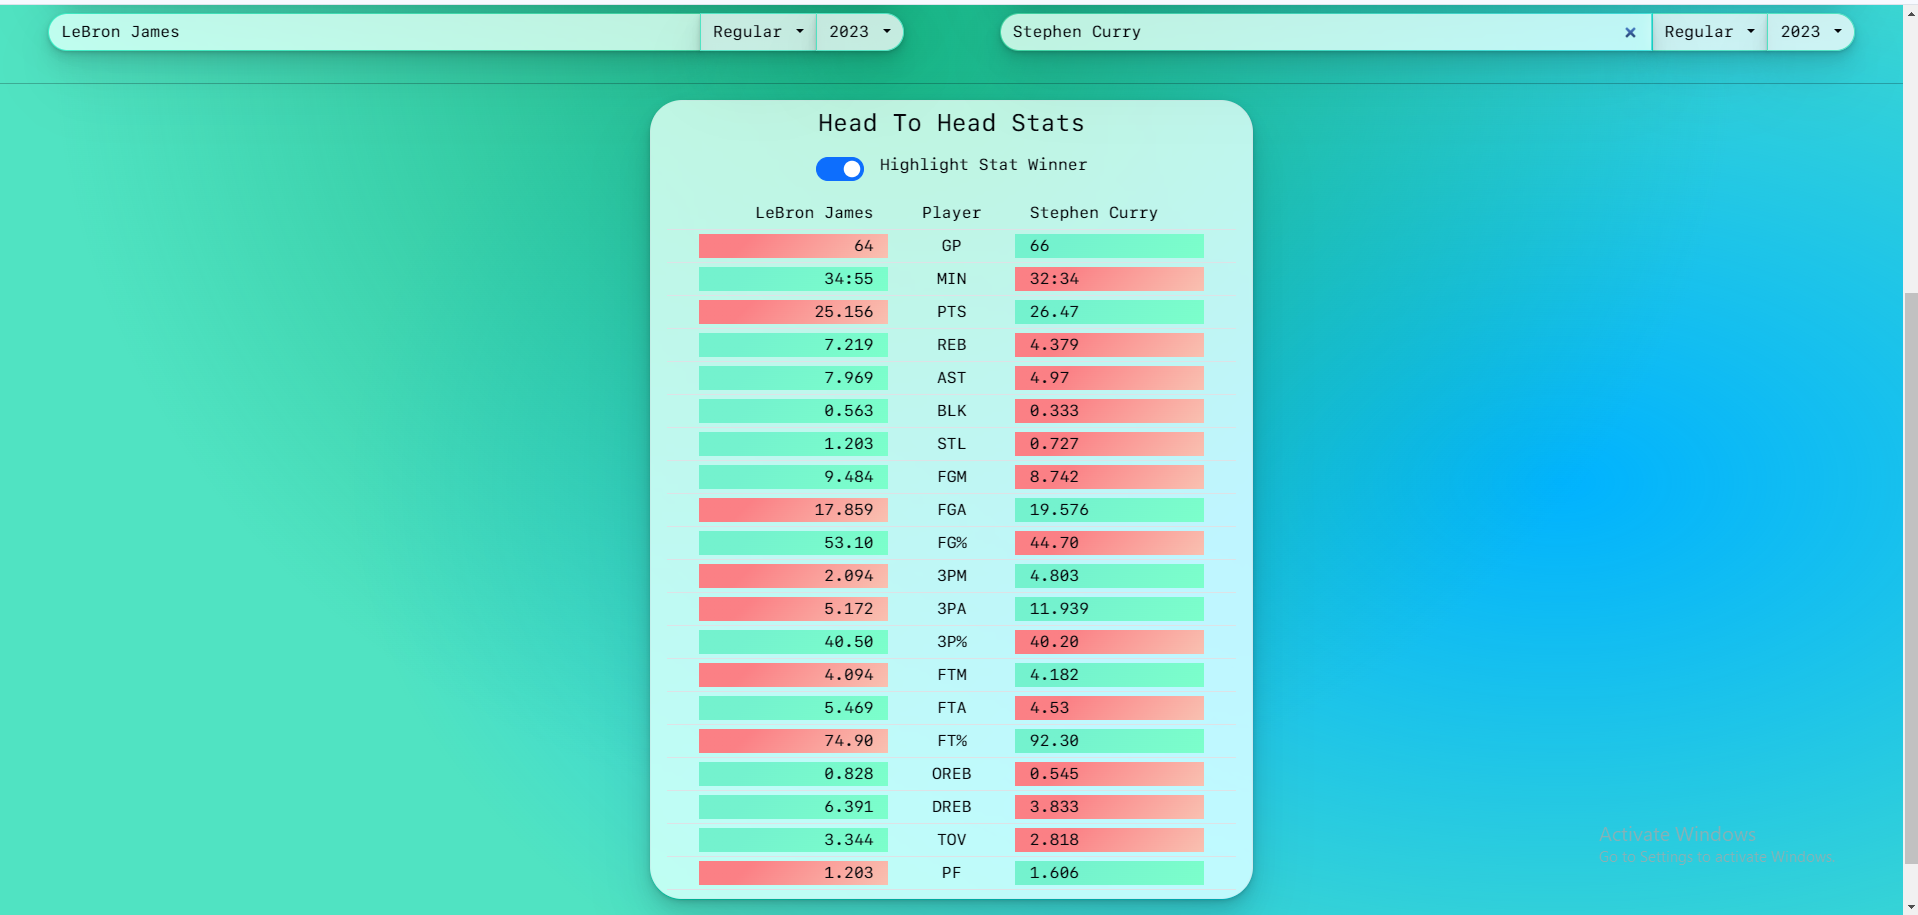 LeBron James Regular 2023 Stephen Curry × Regular 2023
Head To Head Stats
Highlight Stat Winner
LeBron James Player Stephen Curry
64 GP 66
34:55 MIN 32:34
25.156 PTS 26.47
7.219 REB 4.379
7.969 AST 4.97
0.563 BLK 0.333
1.203 STL 0.727
9.484 FGM 8.742
17.859 FGA 19.576
53.10 FG% 44.70
2.094 3PM 4.803
5.172 3PA 11.939
40.50 3P% 40.20
4.094 FTM 4.182
5.469 FTA 4.53
74.90 FT% 92.30
0.828 OREB 0.545
6.391 DREB 3.833
3.344 TOV 2.818
1.203 PF 1.606
Activate Windows
Go to Settings to activate Windows.